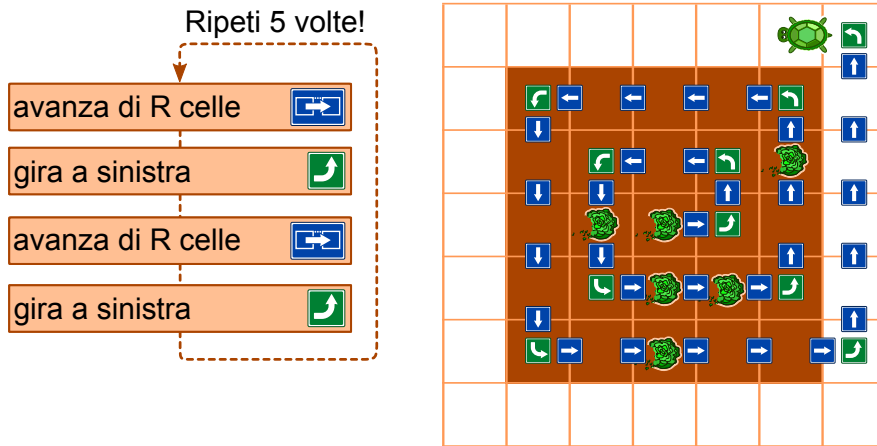 Ripeti 5 volte!
avanza di R celle
gira a sinistra
avanza di R celle
gira a sinistra